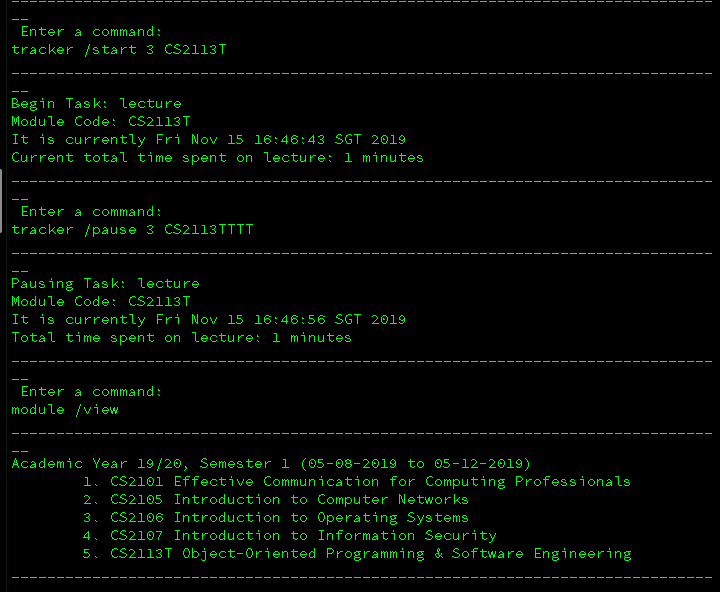 ------------------------------------------------------------------------------
--
 Enter a command:
tracker /start 3 CS2113T
------------------------------------------------------------------------------
--
Begin Task: lecture
Module Code: CS2113T
It is currently Fri Nov 15 16:46:43 SGT 2019
Current total time spent on lecture: 1 minutes
------------------------------------------------------------------------------
--
 Enter a command:
tracker /pause 3 CS2113TTTT
------------------------------------------------------------------------------
--
Pausing Task: lecture
Module Code: CS2113T
It is currently Fri Nov 15 16:46:56 SGT 2019
Total time spent on lecture: 1 minutes
------------------------------------------------------------------------------
--
 Enter a command:
module /view
------------------------------------------------------------------------------
--
Academic Year 19/20, Semester 1 (05-08-2019 to 05-12-2019)
        1. CS2101 Effective Communication for Computing Professionals
        2. CS2105 Introduction to Computer Networks
        3. CS2106 Introduction to Operating Systems
        4. CS2107 Introduction to Information Security
        5. CS2113T Object-Oriented Programming & Software Engineering
------------------------------------------------------------------------------